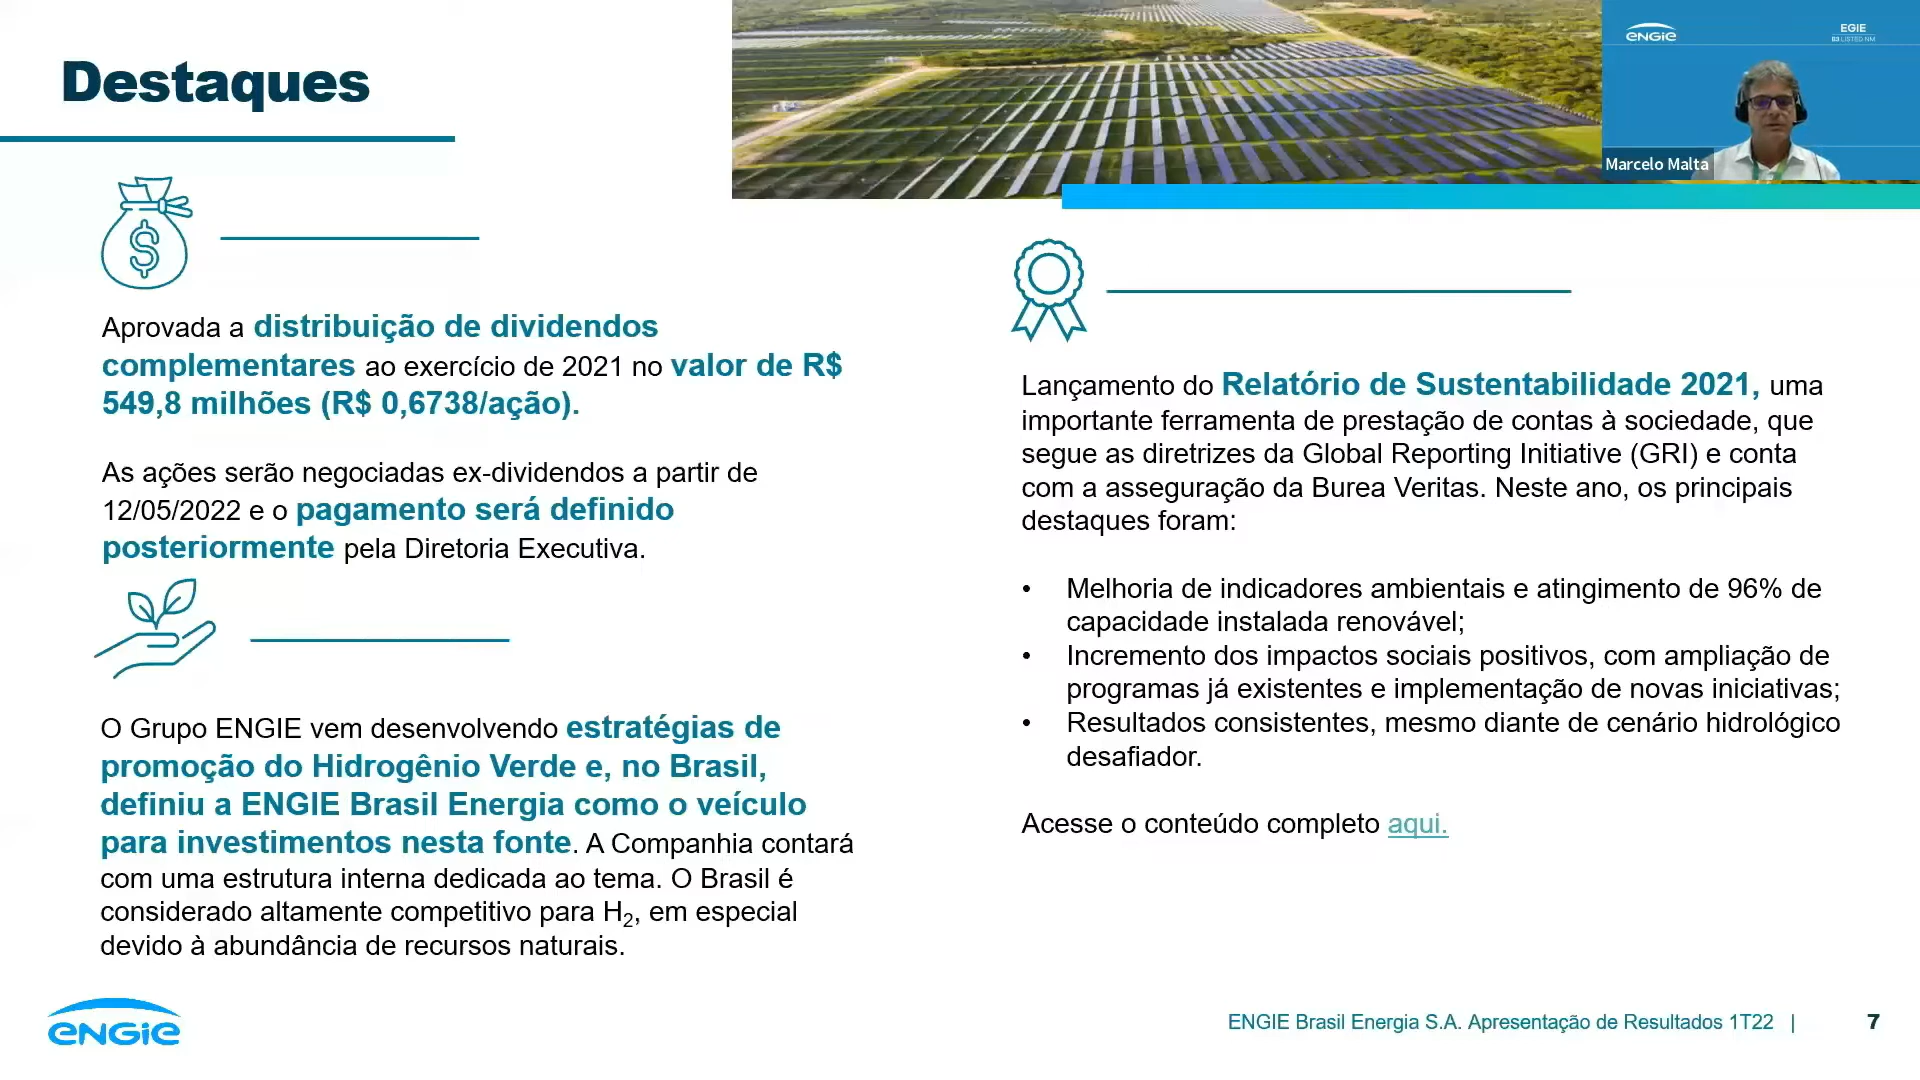 Destaques
ENGIE
EGIE
B3 LISTED NM
Marcelo Malta
$
Aprovada a distribuição de dividendos
complementares ao exercício de 2021 no valor de R$
549,8 milhões (R$ 0,6738/ação).
As ações serão negociadas ex-dividendos a partir de
12/05/2022 e o pagamento será definido
posteriormente pela Diretoria Executiva.
O Grupo ENGIE vem desenvolvendo estratégias de
promoção do Hidrogênio Verde e, no Brasil,
definiu a ENGIE Brasil Energia como o veículo
para investimentos nesta fonte. A Companhia contará
com uma estrutura interna dedicada ao tema. O Brasil é
considerado altamente competitivo para H₂, em especial
devido à abundância de recursos naturais.
Lançamento do Relatório de Sustentabilidade 2021, uma
importante ferramenta de prestação de contas à sociedade, que
segue as diretrizes da Global Reporting Initiative (GRI) e conta
com a asseguração da Burea Veritas. Neste ano, os principais
destaques foram:
• Melhoria de indicadores ambientais e atingimento de 96% de
capacidade instalada renovável;
• Incremento dos impactos sociais positivos, com ampliação de
programas já existentes e implementação de novas iniciativas;
• Resultados consistentes, mesmo diante de cenário hidrológico
desafiador.
Acesse o conteúdo completo aqui.
ENGIE
ENGIE Brasil Energia S.A. Apresentação de Resultados 1T22 | 7